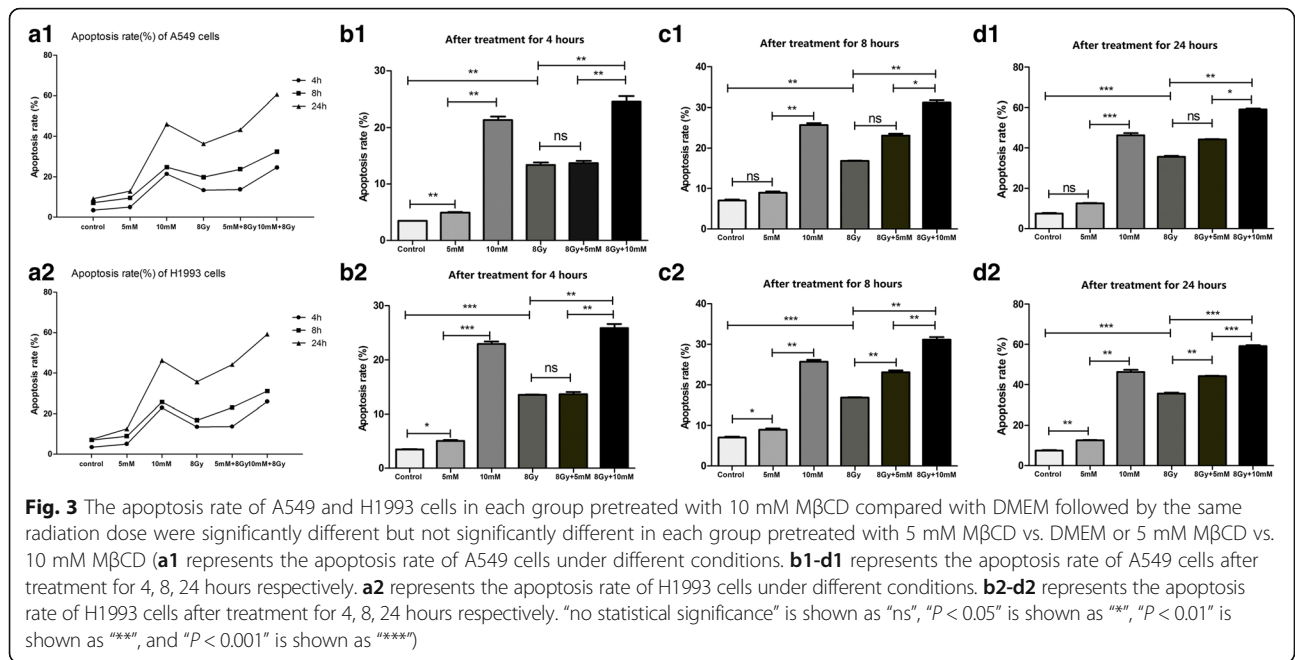 a1
Apoptosis rate(%) of A549 cells
Apoptosis rate (%)
80
60
40
20
0
4h
8h
24h
control 5mM 10mM 8Gy 5mM+8Gy 10mM+8Gy
b1
After treatment for 4 hours
Apoptosis rate (%)
30
20
10
0
**
**
**
**
ns
**
Control 5mM 10mM 8Gy 8Gy+5mM 8Gy+10mM
c1
After treatment for 8 hours
Apoptosis rate (%)
40
30
20
10
0
**
**
*
**
ns
ns
Control 5mM 10mM 8Gy 8Gy+5mM 8Gy+10mM
d1
After treatment for 24 hours
Apoptosis rate (%)
80
60
40
20
0
**
***
*
***
ns
ns
Control 5mM 10mM 8Gy 8Gy+5mM 8Gy+10mM
a2
Apoptosis rate(%) of H1993 cells
Apoptosis rate (%)
80
60
40
20
0
4h
8h
24h
control 5mM 10mM 8Gy 5mM+8Gy 10mM+8Gy
b2
After treatment for 4 hours
Apoptosis rate (%)
30
20
10
0
**
***
**
***
ns
*
Control 5mM 10mM 8Gy 8Gy+5mM 8Gy+10mM
c2
After treatment for 8 hours
Apoptosis rate (%)
40
30
20
10
0
**
***
**
**
**
*
Control 5mM 10mM 8Gy 8Gy+5mM 8Gy+10mM
d2
After treatment for 24 hours
Apoptosis rate (%)
80
60
40
20
0
***
***
***
**
**
**
Control 5mM 10mM 8Gy 8Gy+5mM 8Gy+10mM
Fig. 3 The apoptosis rate of A549 and H1993 cells in each group pretreated with 10 mM MβCD compared with DMEM followed by the same
radiation dose were significantly different but not significantly different in each group pretreated with 5 mM MβCD vs. DMEM or 5 mM MβCD vs.
10 mM MβCD (a1 represents the apoptosis rate of A549 cells under different conditions. b1-d1 represents the apoptosis rate of A549 cells after
treatment for 4, 8, 24 hours respectively. a2 represents the apoptosis rate of H1993 cells under different conditions. b2-d2 represents the apoptosis
rate of H1993 cells after treatment for 4, 8, 24 hours respectively. “no statistical significance” is shown as “ns”, “P < 0.05” is shown as “*”, “P < 0.01” is
shown as “**”, and “P < 0.001” is shown as “***”)